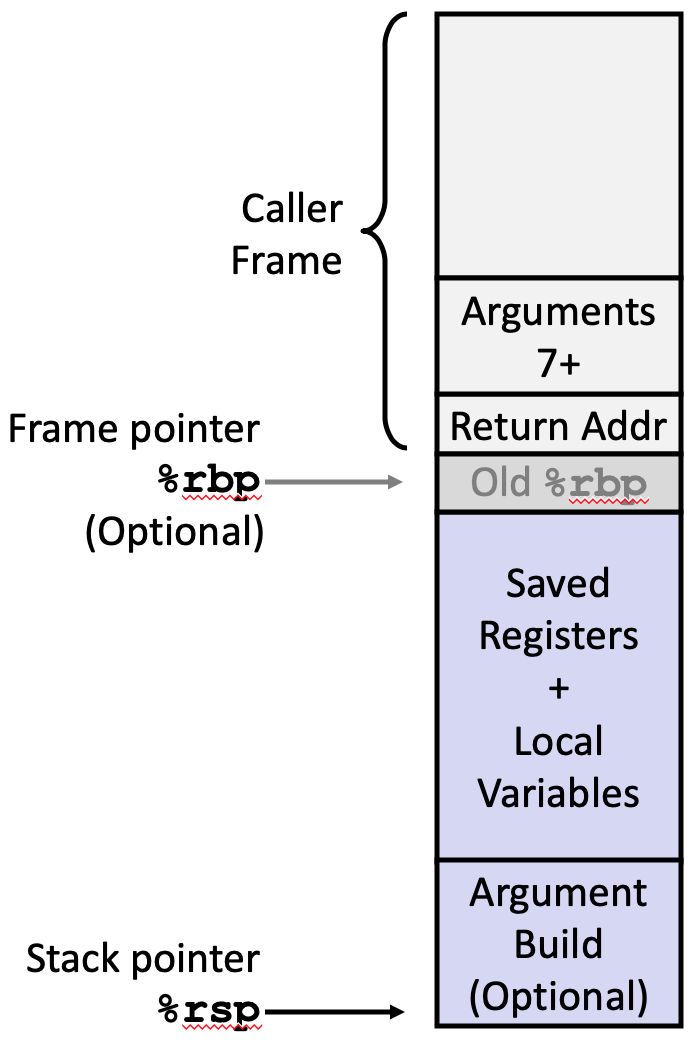 Caller
Frame
Arguments
7+
Return Addr
Frame pointer
%rbp
(Optional)
Old %rbp
Saved
Registers
+
Local
Variables
Argument
Build
(Optional)
Stack pointer
%rsp